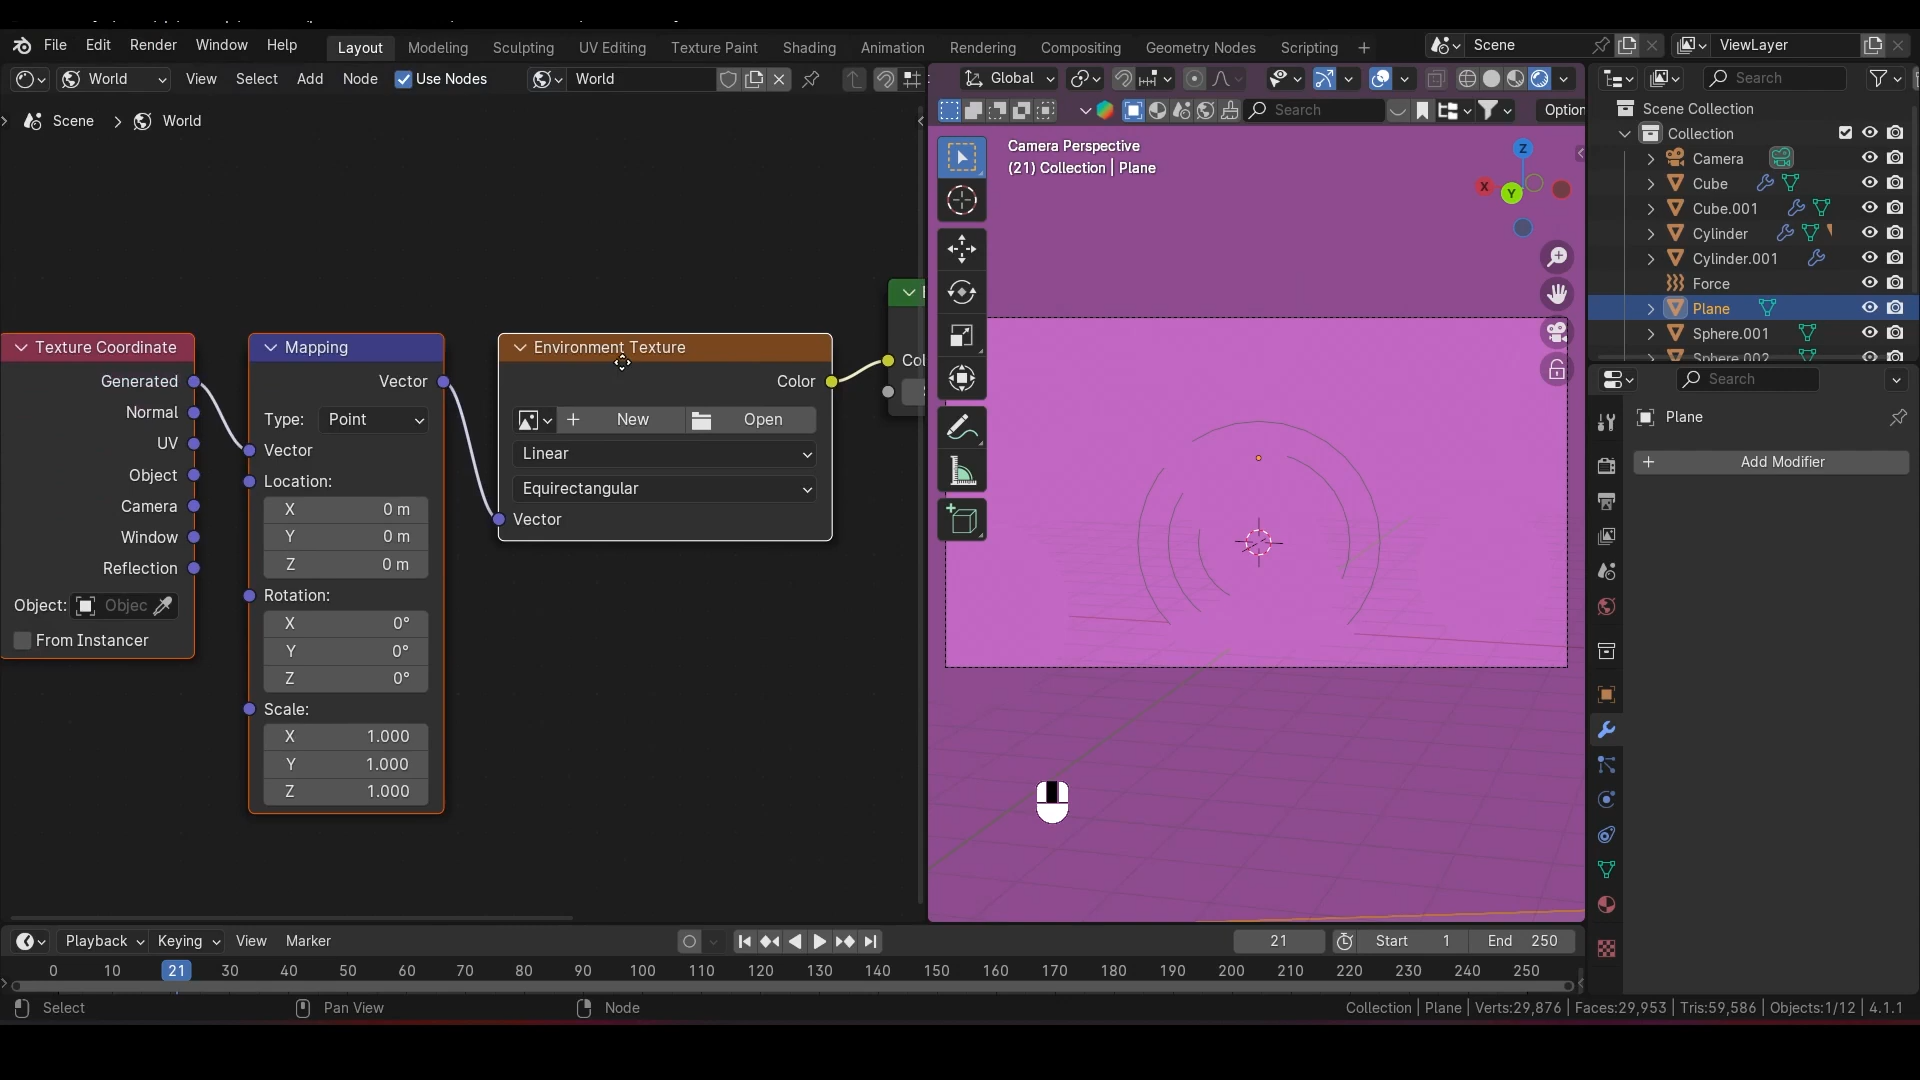 File Edit Render Window Help Layout Modeling Sculpting UV Editing Texture Paint Shading Animation Rendering Compositing Geometry Nodes Scripting + Scene ViewLayer
World View Select Add Node Use Nodes World Global Search
Search Option
Scene > World
Camera Perspective
(21) Collection | Plane
Z
X
Y
Scene Collection
Collection
Camera
Cube
Cube.001
Cylinder
Cylinder.001
Force
Plane
Sphere.001
Sphere.002
Texture Coordinate
Generated
Normal
UV
Object
Camera
Window
Reflection
Object: Objec
From Instancer
Mapping
Vector
Type: Point
Vector
Location:
X 0 m
Y 0 m
Z 0 m
Rotation:
X 0°
Y 0°
Z 0°
Scale:
X 1.000
Y 1.000
Z 1.000
Environment Texture
Color
+ New Open
Linear
Equirectangular
Vector
Col
Search
Plane
+ Add Modifier
Playback Keying View Marker 21 Start 1 End 250
0 10 21 30 40 50 60 70 80 90 100 110 120 130 140 150 160 170 180 190 200 210 220 230 240 250
Select Pan View Node Collection | Plane | Verts:29,876 | Faces:29,953 | Tris:59,586 | Objects:1/12 | 4.1.1